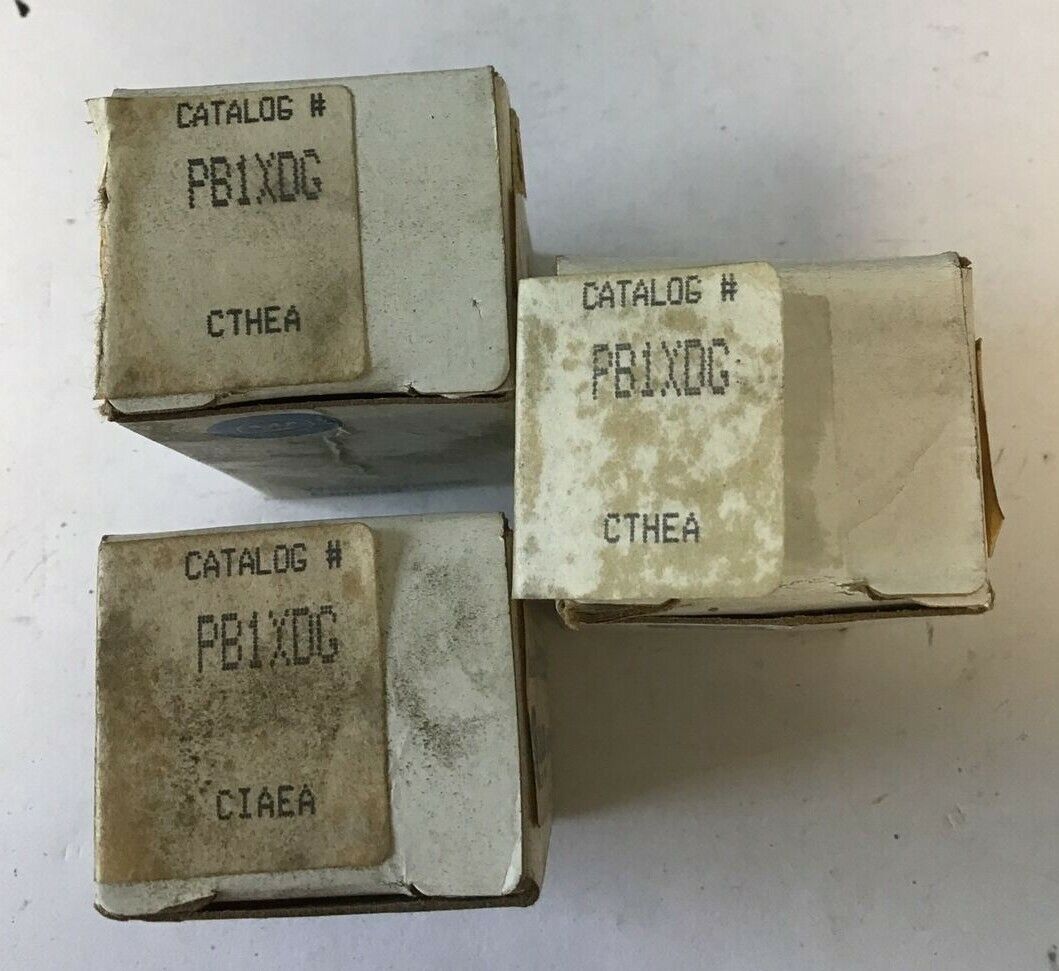 CATALOG #
PB1XDG
CTHEA
CATALOG #
PB1XDG
CTHEA
CATALOG #
PB1XDG
CIAEA